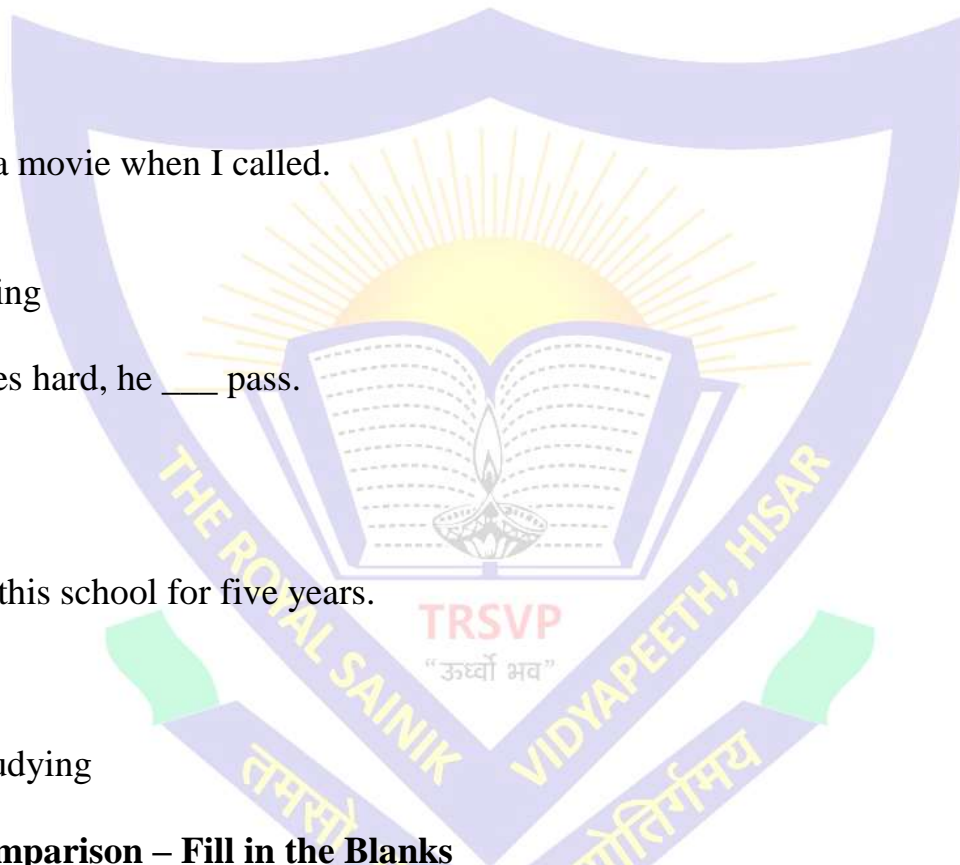 a movie when I called.
ing
es hard, he ___ pass.
THE ROYAL SAINIK VIDYAPEETH, HISAR
this school for five years.
TRSVP
“ऊर्ध्वो भव”
udying
तमसो
mparison – Fill in the Blanks